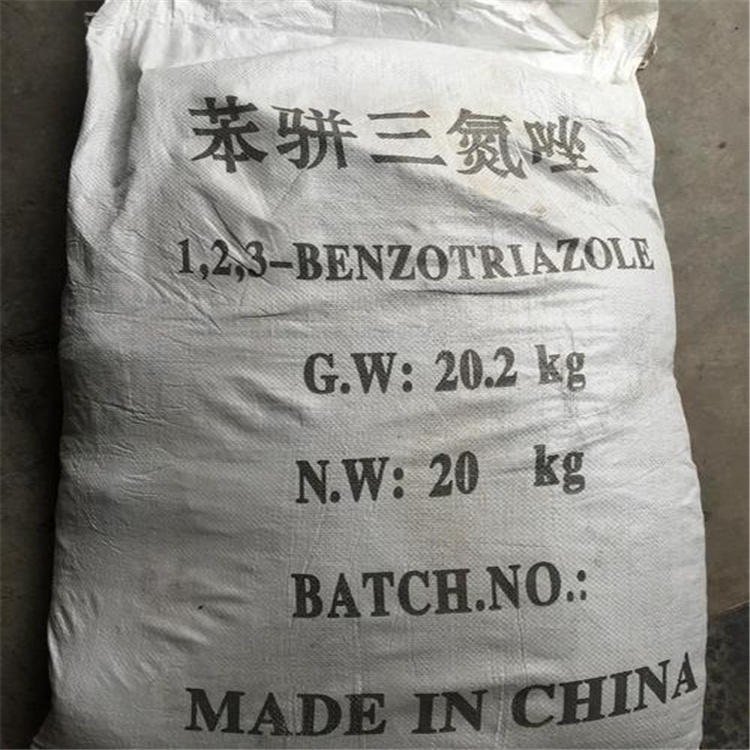 苯骈三氮唑
1,2,3-BENZOTRIAZOLE
G.W: 20.2 kg
N.W: 20 kg
BATCH.NO.:
MADE IN CHINA